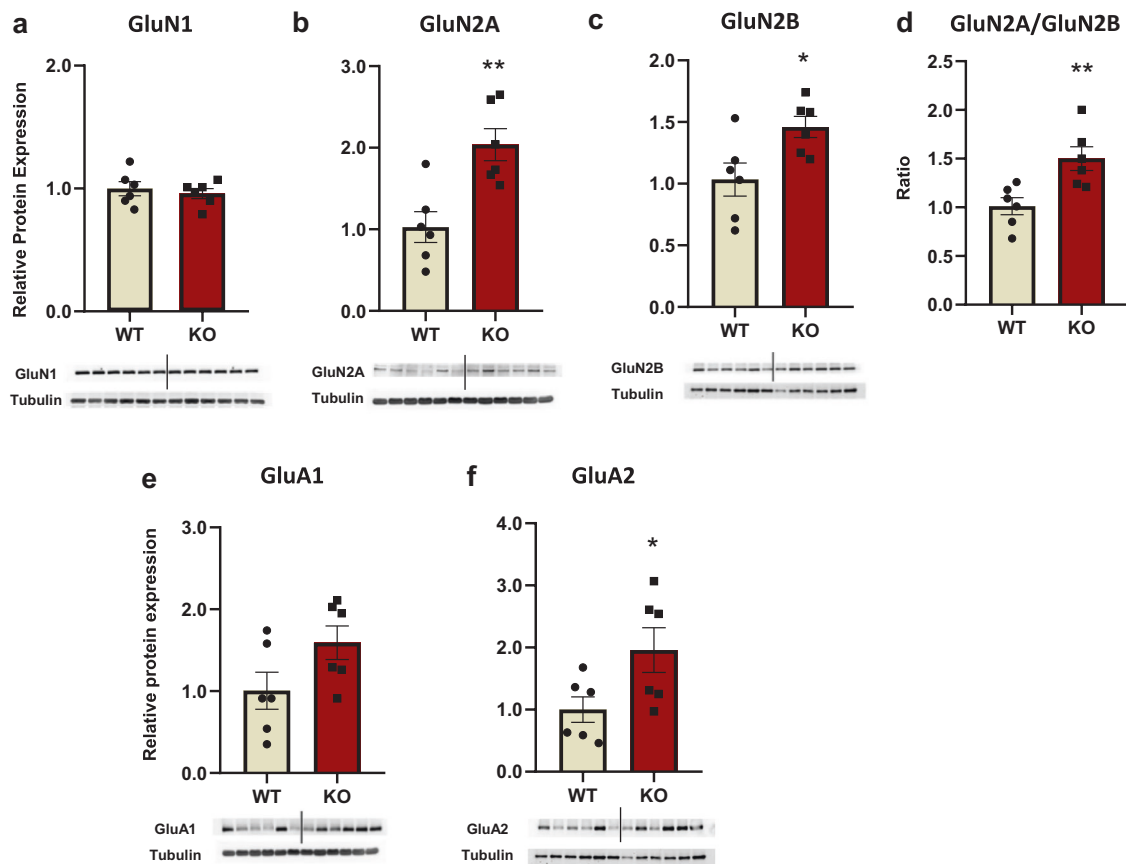 a GluN1
Relative Protein Expression
2.0
1.0
0.0
WT KO
GluN1
Tubulin
b GluN2A
**
3.0
2.0
1.0
0.0
WT KO
GluN2A
Tubulin
c GluN2B
*
2.0
1.5
1.0
0.5
0.0
WT KO
GluN2B
Tubulin
d GluN2A/GluN2B
**
Ratio
2.5
2.0
1.5
1.0
0.5
0.0
WT KO
e GluA1
Relative protein expression
3.0
2.0
1.0
0.0
WT KO
GluA1
Tubulin
f GluA2
*
4.0
3.0
2.0
1.0
0.0
WT KO
GluA2
Tubulin